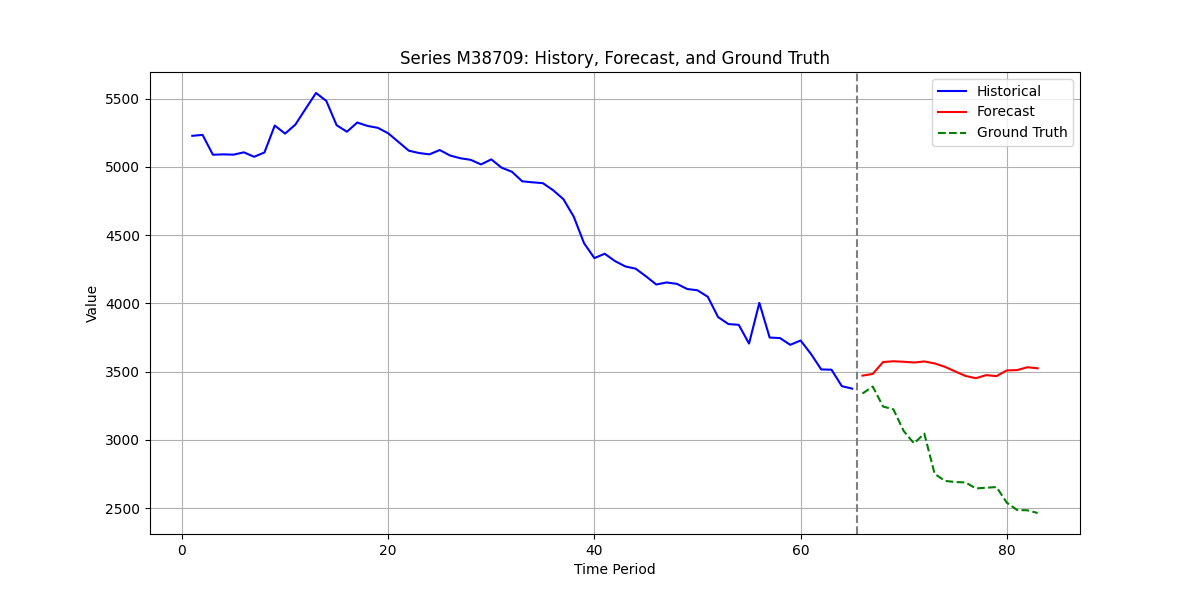 Series M38709: History, Forecast, and Ground Truth
Historical
Forecast
Ground Truth
5500
5000
4500
4000
3500
3000
2500
Value
0 20 40 60 80
Time Period